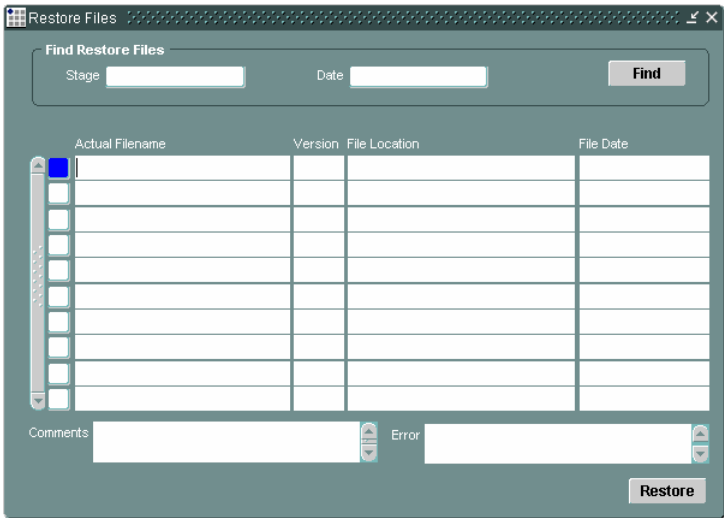 Restore Files
Find Restore Files
Stage Date Find
Actual Filename Version File Location File Date
Comments Error
Restore